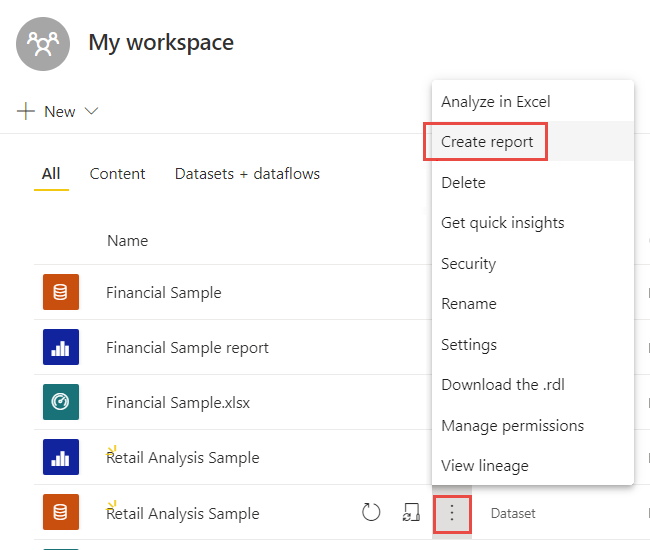 My workspace
New
Analyze in Excel
Create report
Delete
Get quick insights
Security
Rename
Settings
Download the .rdl
Manage permissions
View lineage
All Content Datasets + dataflows
Name
Financial Sample
Financial Sample report
Financial Sample.xlsx
Retail Analysis Sample
Retail Analysis Sample Dataset